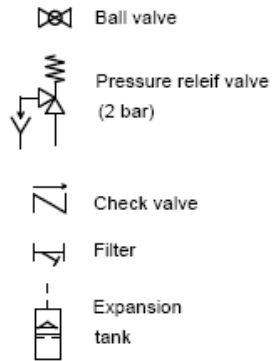 Ball valve
Pressure releif valve
(2 bar)
Check valve
Filter
Expansion
tank